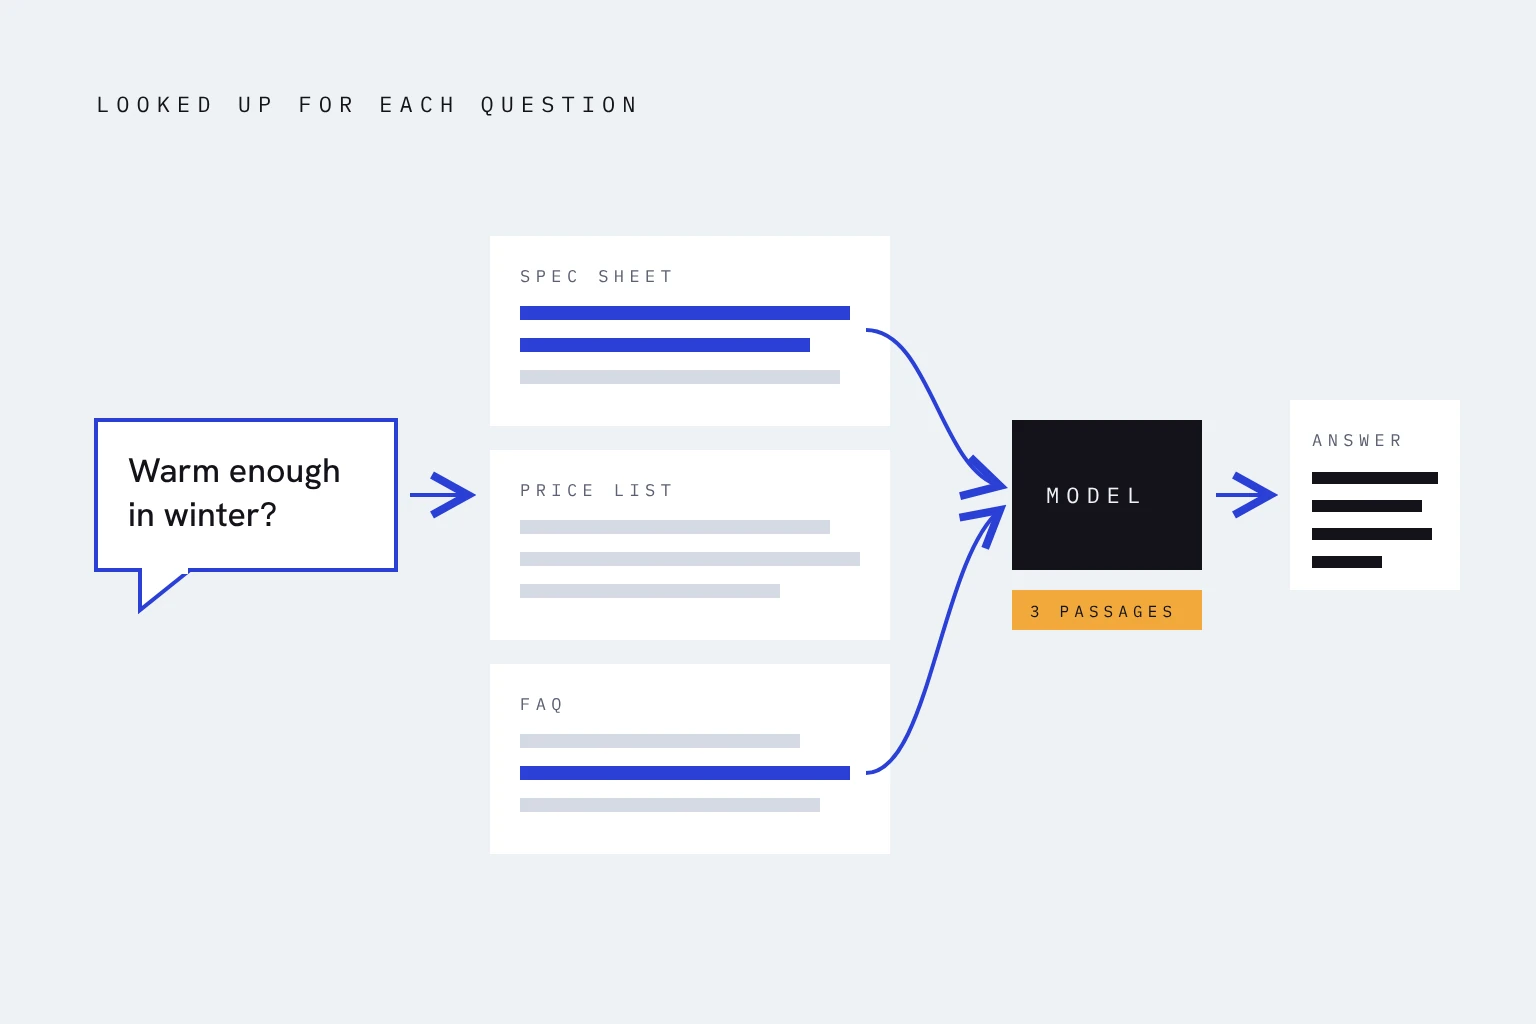 LOOKED UP FOR EACH QUESTION
Warm enough
in winter?
SPEC SHEET
PRICE LIST
FAQ
MODEL
3 PASSAGES
ANSWER